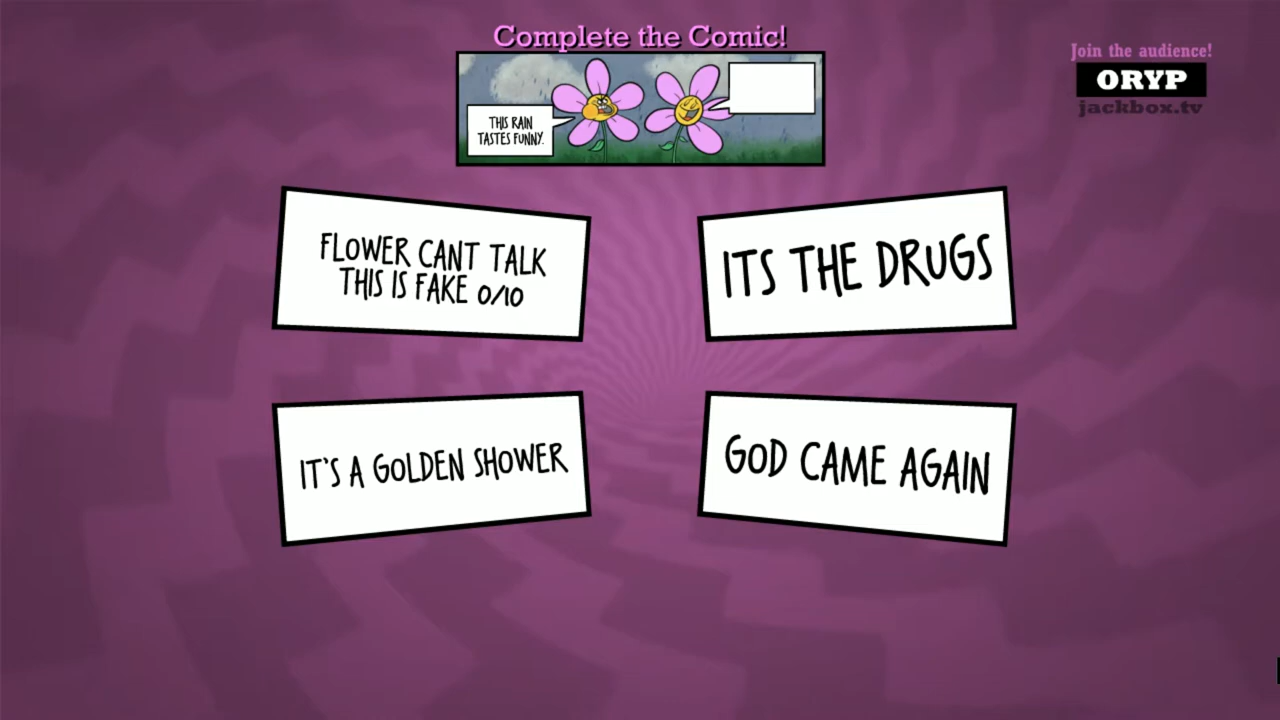 Complete the Comic!
Join the audience!
ORYP
jackbox.tv
THIS RAIN
TASTES FUNNY.
FLOWER CANT TALK
THIS IS FAKE 0/10
ITS THE DRUGS
IT'S A GOLDEN SHOWER
GOD CAME AGAIN